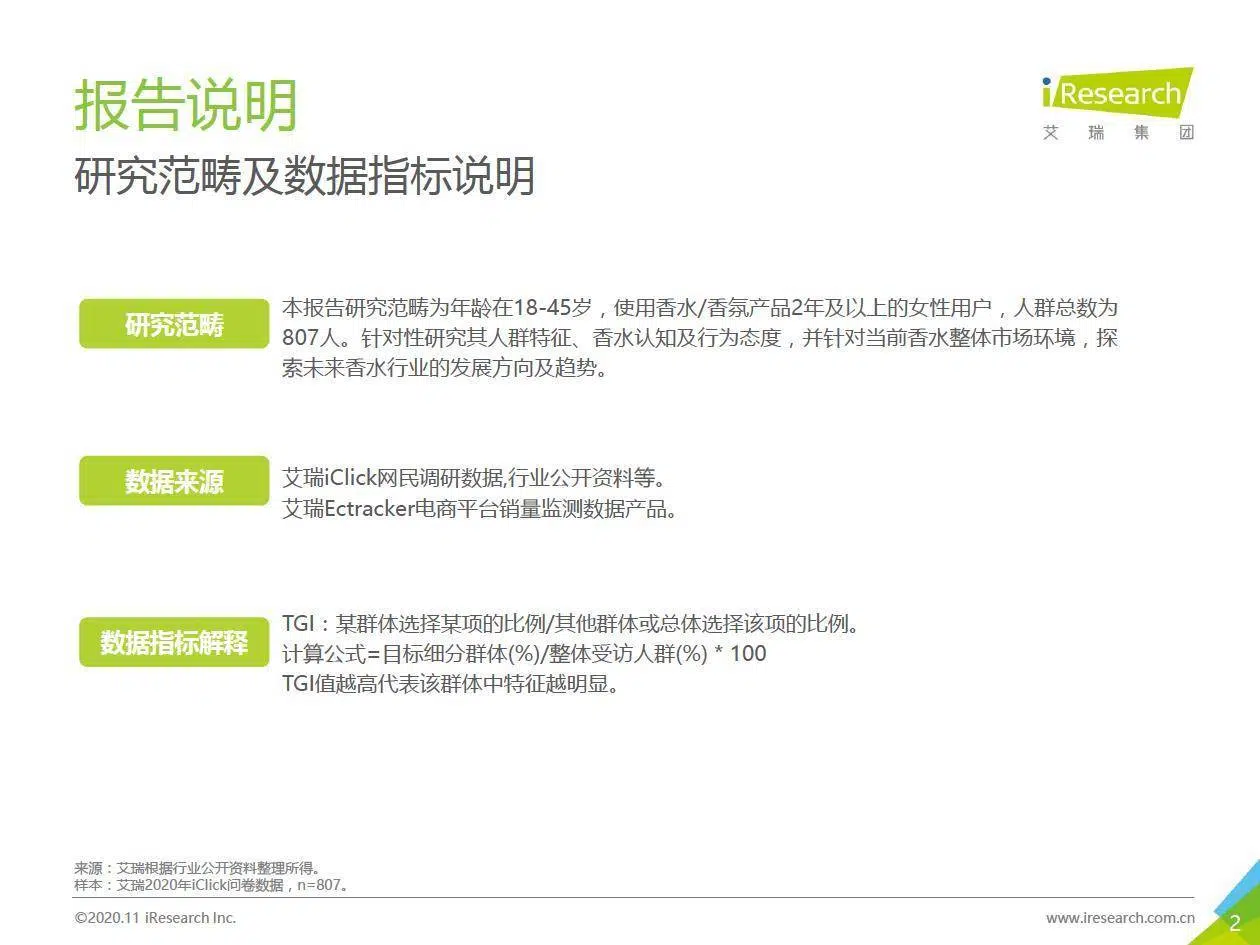 报告说明
iResearch
艾瑞集团
研究范畴及数据指标说明
研究范畴
本报告研究范畴为年龄在18-45岁，使用香水/香氛产品2年及以上的女性用户，人群总数为
807人。针对性研究其人群特征、香水认知及行为态度，并针对当前香水整体市场环境，探
索未来香水行业的发展方向及趋势。
数据来源
艾瑞iClick网民调研数据,行业公开资料等。
艾瑞Ectracker电商平台销量监测数据产品。
数据指标解释
TGI：某群体选择某项的比例/其他群体或总体选择该项的比例。
计算公式=目标细分群体(%)/整体受访人群(%) * 100
TGI值越高代表该群体中特征越明显。
来源：艾瑞根据行业公开资料整理所得。
样本：艾瑞2020年iClick问卷数据，n=807。
©2020.11 iResearch Inc.
www.iresearch.com.cn
2